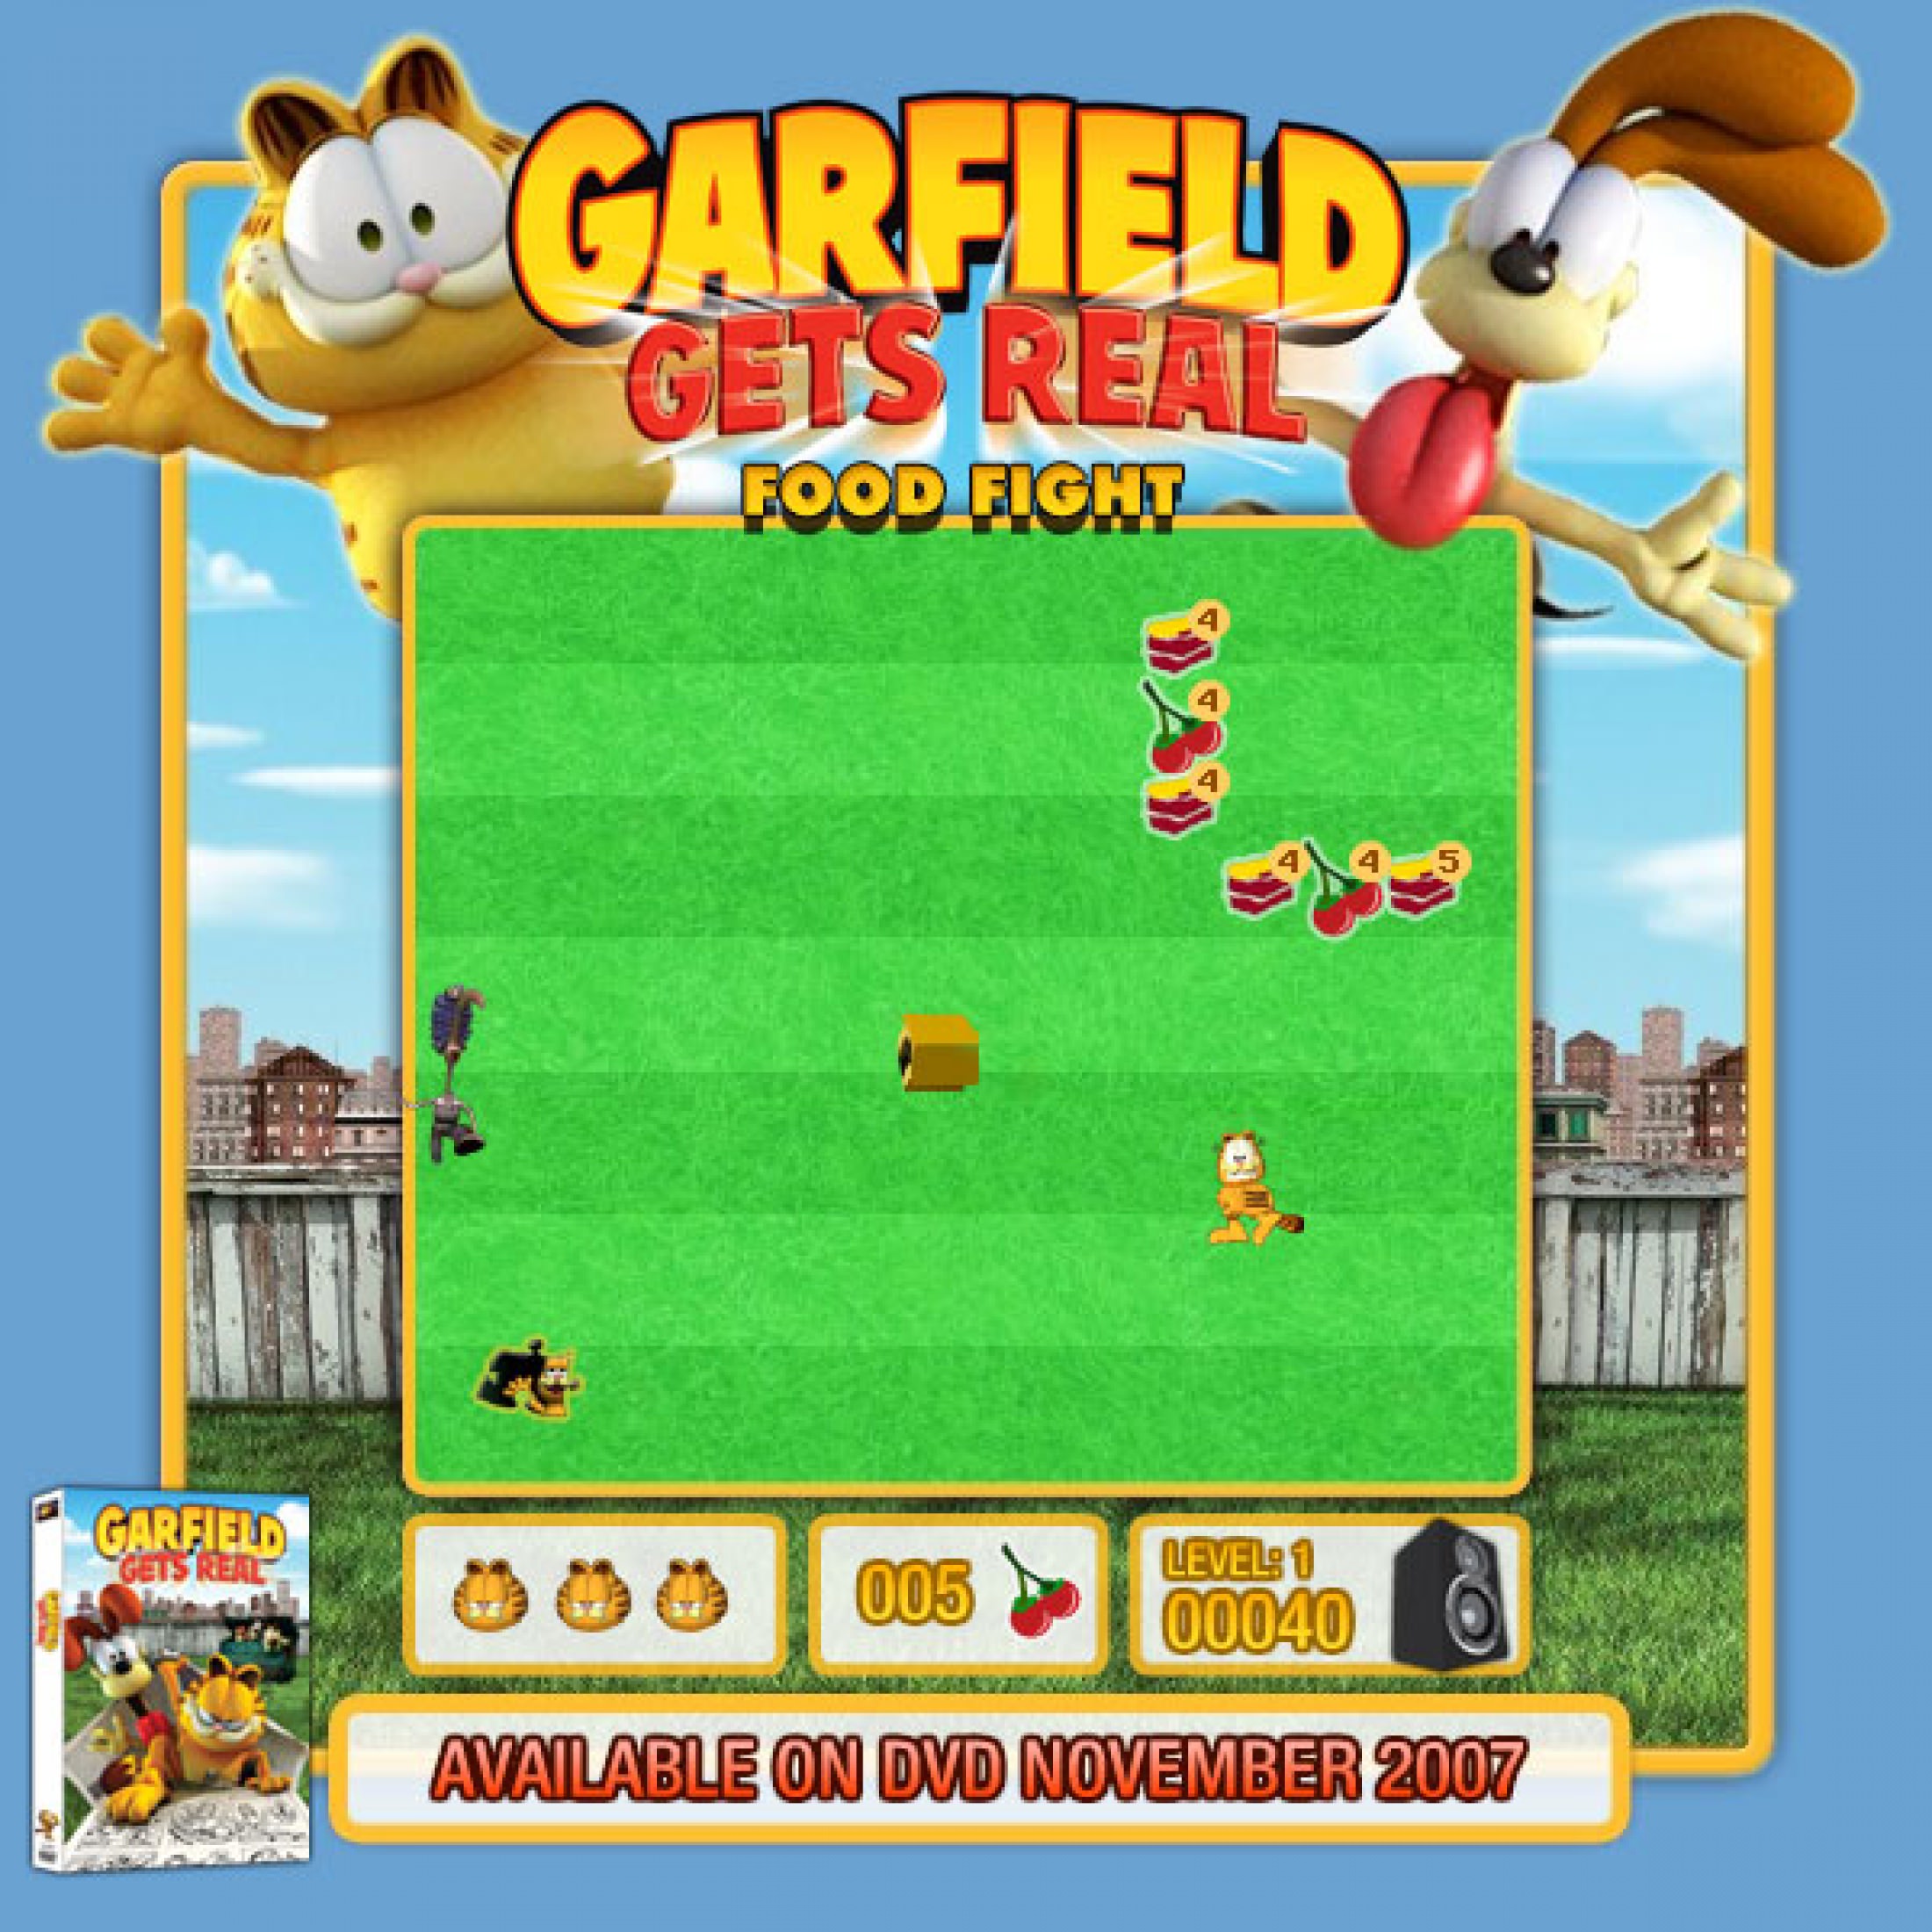 GARFIELD
GETS REAL
FOOD FIGHT
4
4
4
4 4 5
GARFIELD
GETS REAL
005
LEVEL: 1
00040
AVAILABLE ON DVD NOVEMBER 2007